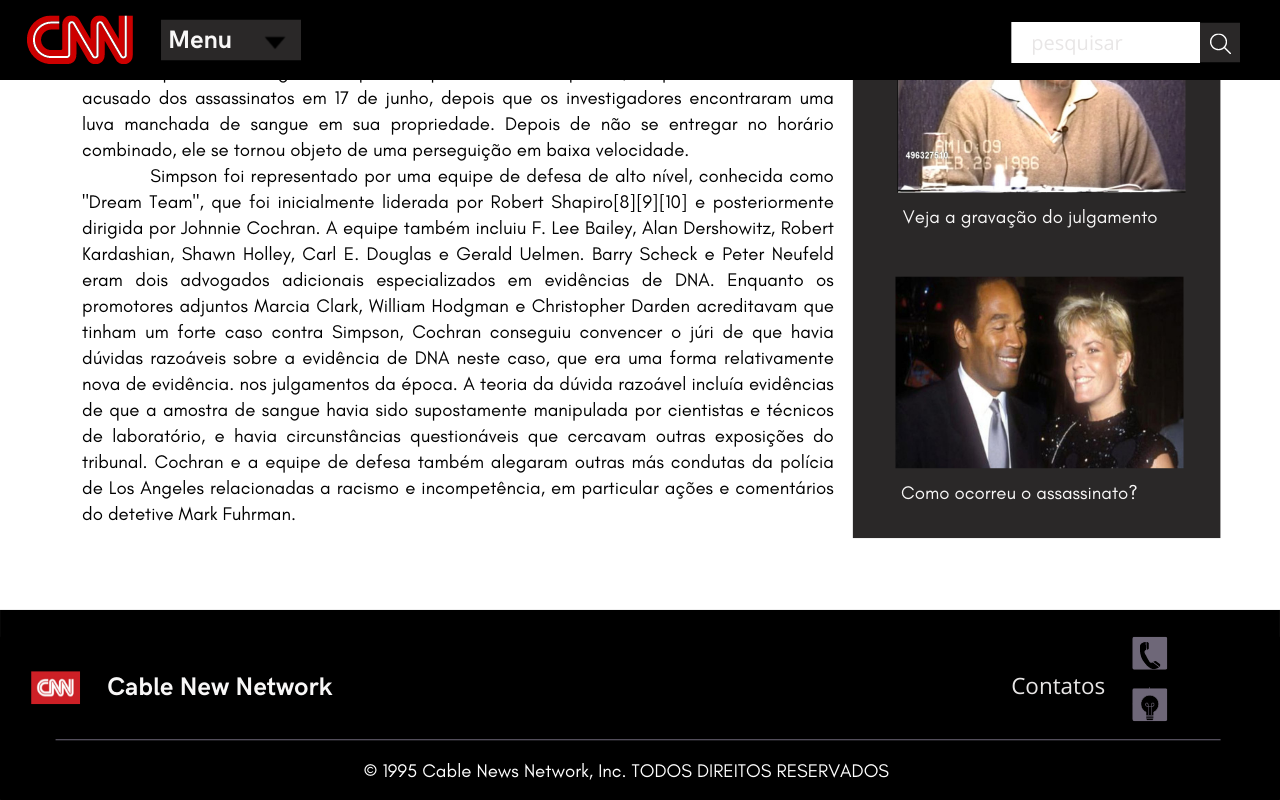 CNN
Menu
pesquisar
acusado dos assassinatos em 17 de junho, depois que os investigadores encontraram uma
luva manchada de sangue em sua propriedade. Depois de não se entregar no horário
combinado, ele se tornou objeto de uma perseguição em baixa velocidade.
Simpson foi representado por uma equipe de defesa de alto nível, conhecida como
"Dream Team", que foi inicialmente liderada por Robert Shapiro[8][9][10] e posteriormente
dirigida por Johnnie Cochran. A equipe também incluiu F. Lee Bailey, Alan Dershowitz, Robert
Kardashian, Shawn Holley, Carl E. Douglas e Gerald Uelmen. Barry Scheck e Peter Neufeld
eram dois advogados adicionais especializados em evidências de DNA. Enquanto os
promotores adjuntos Marcia Clark, William Hodgman e Christopher Darden acreditavam que
tinham um forte caso contra Simpson, Cochran conseguiu convencer o júri de que havia
dúvidas razoáveis sobre a evidência de DNA neste caso, que era uma forma relativamente
nova de evidência. nos julgamentos da época. A teoria da dúvida razoável incluía evidências
de que a amostra de sangue havia sido supostamente manipulada por cientistas e técnicos
de laboratório, e havia circunstâncias questionáveis que cercavam outras exposições do
tribunal. Cochran e a equipe de defesa também alegaram outras más condutas da polícia
de Los Angeles relacionadas a racismo e incompetência, em particular ações e comentários
do detetive Mark Fuhrman.
AM10:09
496327510
FEB.26.1996
Veja a gravação do julgamento
Como ocorreu o assassinato?
CNN
Cable New Network
Contatos
© 1995 Cable News Network, Inc. TODOS DIREITOS RESERVADOS